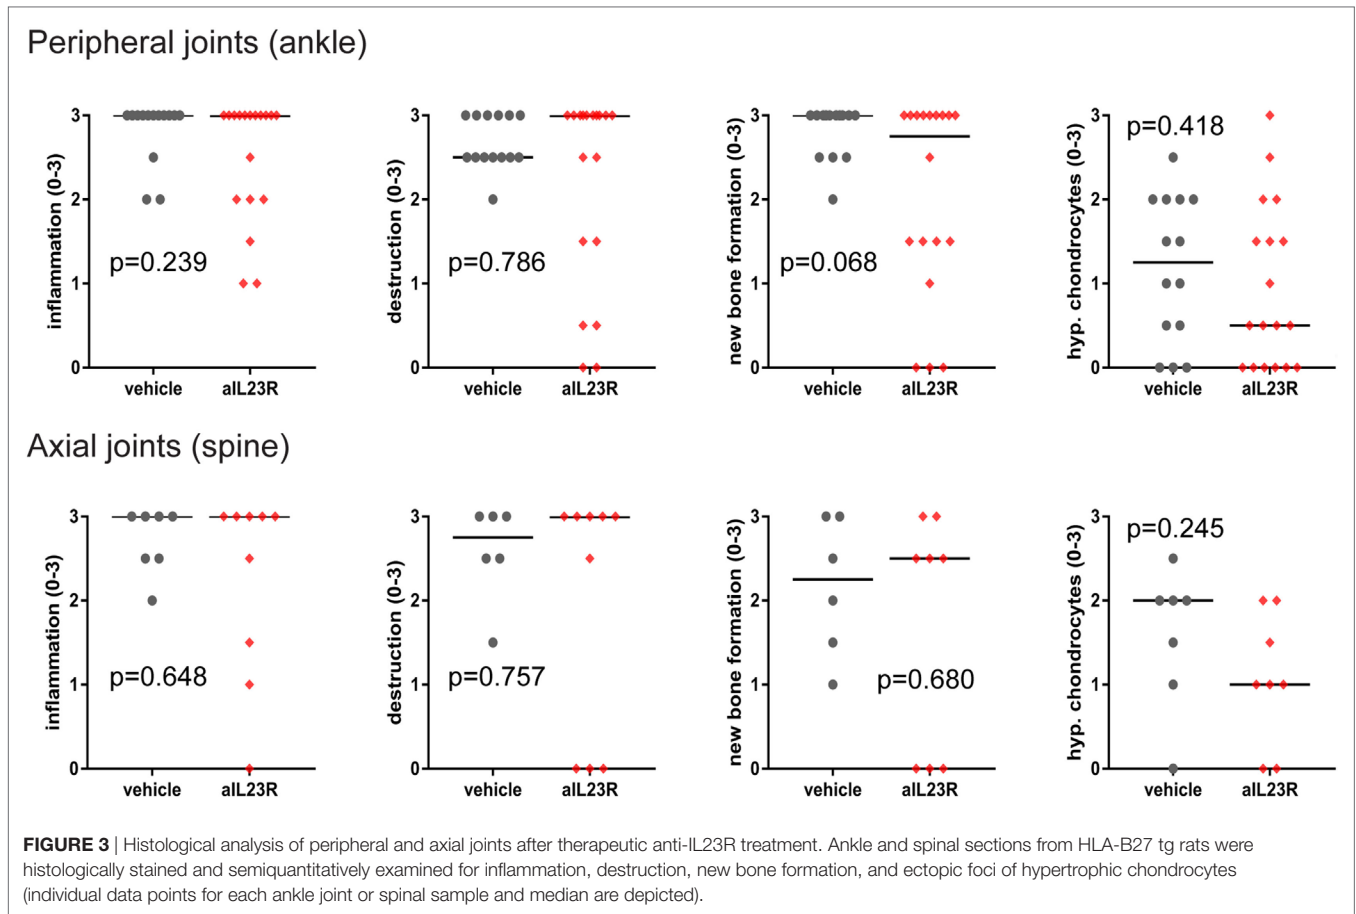 Peripheral joints (ankle)
inflammation (0-3)
3
2
1
0
p=0.239
vehicle aIL23R
destruction (0-3)
3
2
1
0
p=0.786
vehicle aIL23R
new bone formation (0-3)
3
2
1
0
p=0.068
vehicle aIL23R
hyp. chondrocytes (0-3)
3
2
1
0
p=0.418
vehicle aIL23R
Axial joints (spine)
inflammation (0-3)
3
2
1
0
p=0.648
vehicle aIL23R
destruction (0-3)
3
2
1
0
p=0.757
vehicle aIL23R
new bone formation (0-3)
3
2
1
0
p=0.680
vehicle aIL23R
hyp. chondrocytes (0-3)
3
2
1
0
p=0.245
vehicle aIL23R
FIGURE 3 | Histological analysis of peripheral and axial joints after therapeutic anti-IL23R treatment. Ankle and spinal sections from HLA-B27 tg rats were
histologically stained and semiquantitatively examined for inflammation, destruction, new bone formation, and ectopic foci of hypertrophic chondrocytes
(individual data points for each ankle joint or spinal sample and median are depicted).